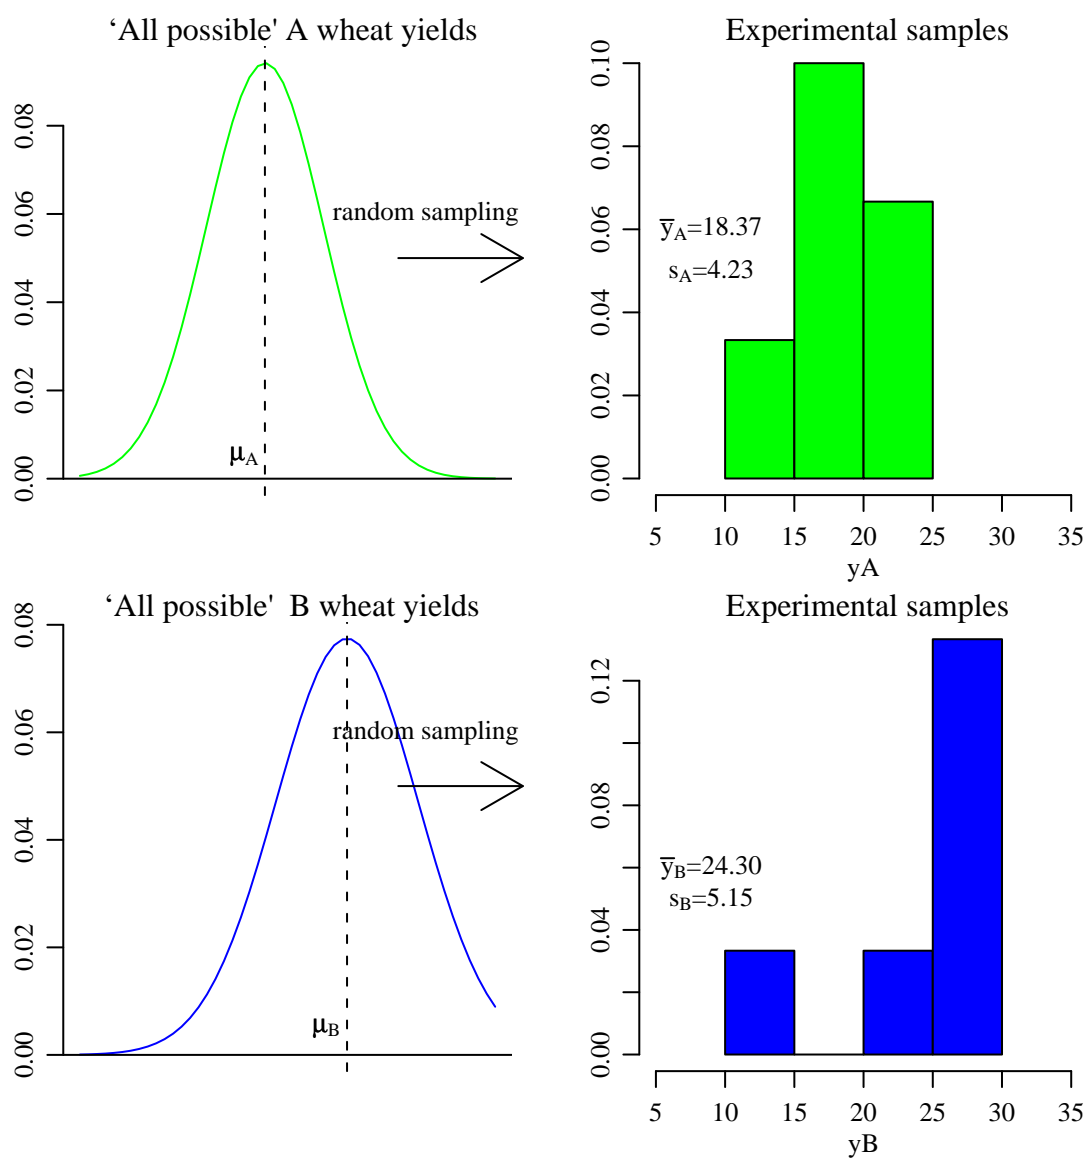 ‘All possible' A wheat yields
0.00 0.02 0.04 0.06 0.08
random sampling
μA
Experimental samples
0.00 0.02 0.04 0.06 0.08 0.10
y̅A=18.37
sA=4.23
5 10 15 20 25 30 35
yA
‘All possible'  B wheat yields
0.00 0.02 0.04 0.06 0.08
random sampling
μB
Experimental samples
0.00 0.04 0.08 0.12
y̅B=24.30
sB=5.15
5 10 15 20 25 30 35
yB